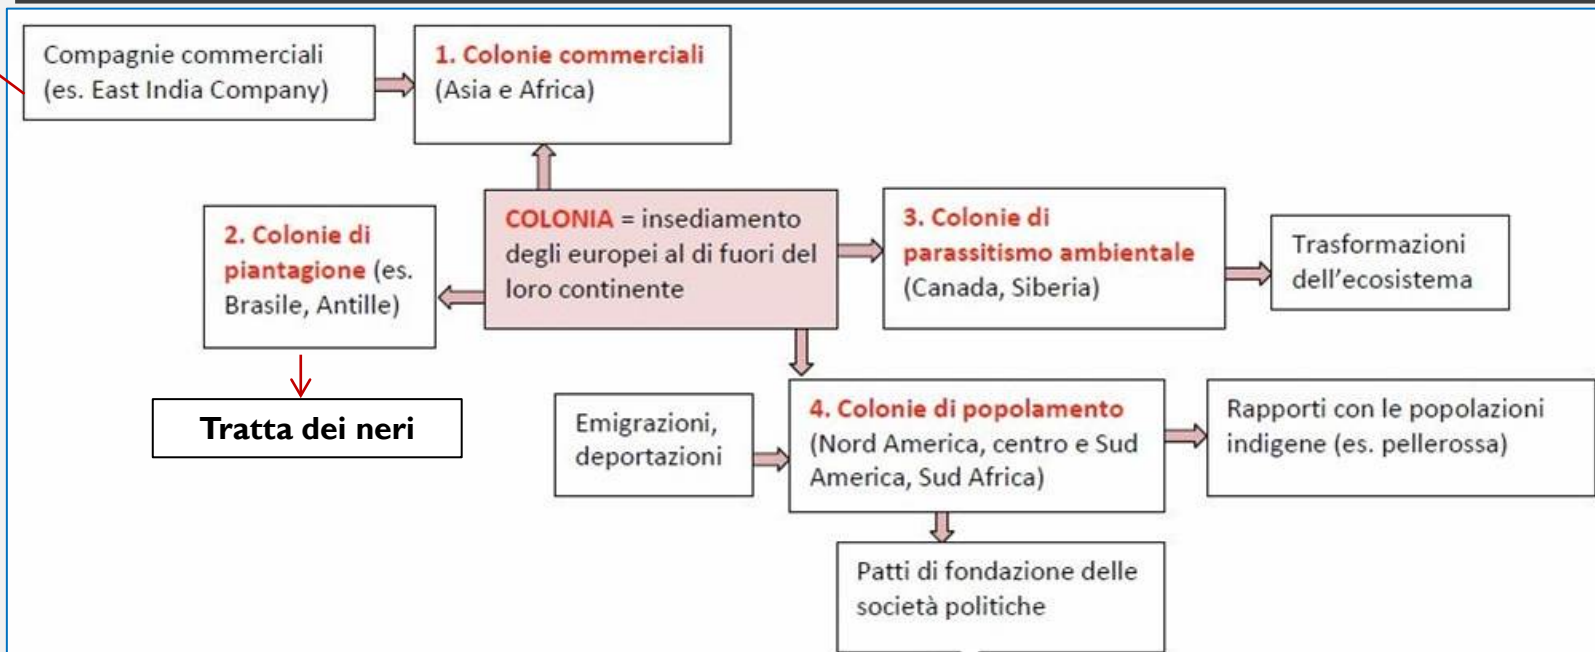 Compagnie commerciali
(es. East India Company)
1. Colonie commerciali
(Asia e Africa)
2. Colonie di
piantagione (es.
Brasile, Antille)
COLONIA = insediamento
degli europei al di fuori del
loro continente
3. Colonie di
parassitismo ambientale
(Canada, Siberia)
Trasformazioni
dell'ecosistema
Tratta dei neri
Emigrazioni,
deportazioni
4. Colonie di popolamento
(Nord America, centro e Sud
America, Sud Africa)
Rapporti con le popolazioni
indigene (es. pellerossa)
Patti di fondazione delle
società politiche